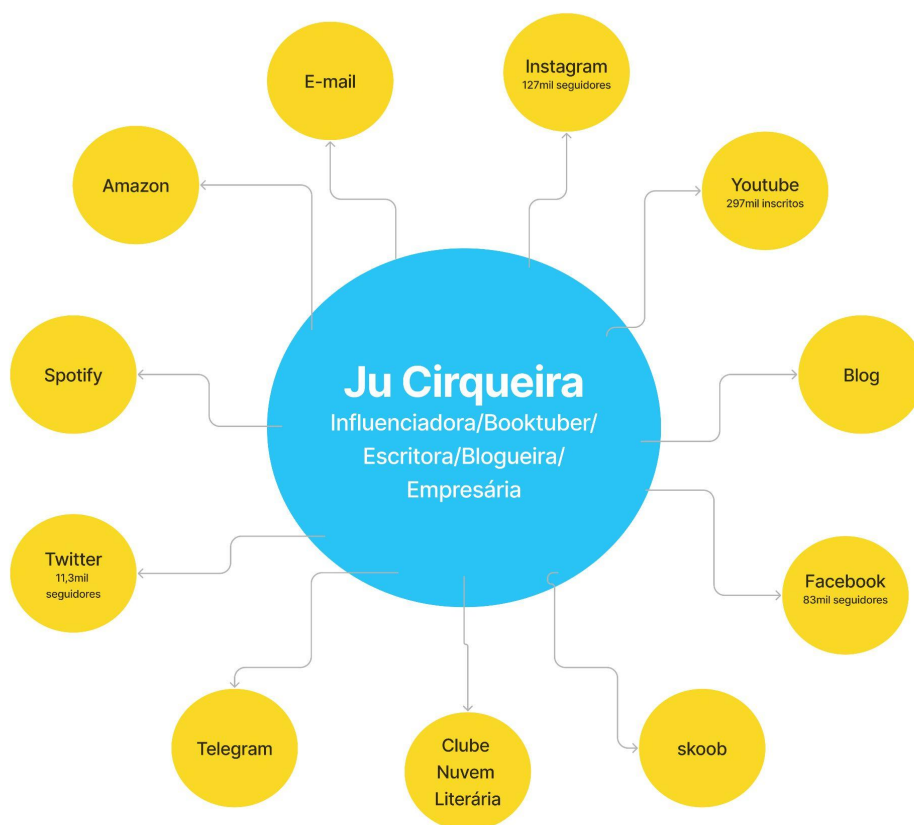 Ju Cirqueira
Influenciadora/Booktuber/
Escritora/Blogueira/
Empresária
E-mail
Instagram
127mil seguidores
Youtube
297mil inscritos
Blog
Facebook
83mil seguidores
skoob
Clube
Nuvem
Literária
Telegram
Twitter
11,3mil
seguidores
Spotify
Amazon